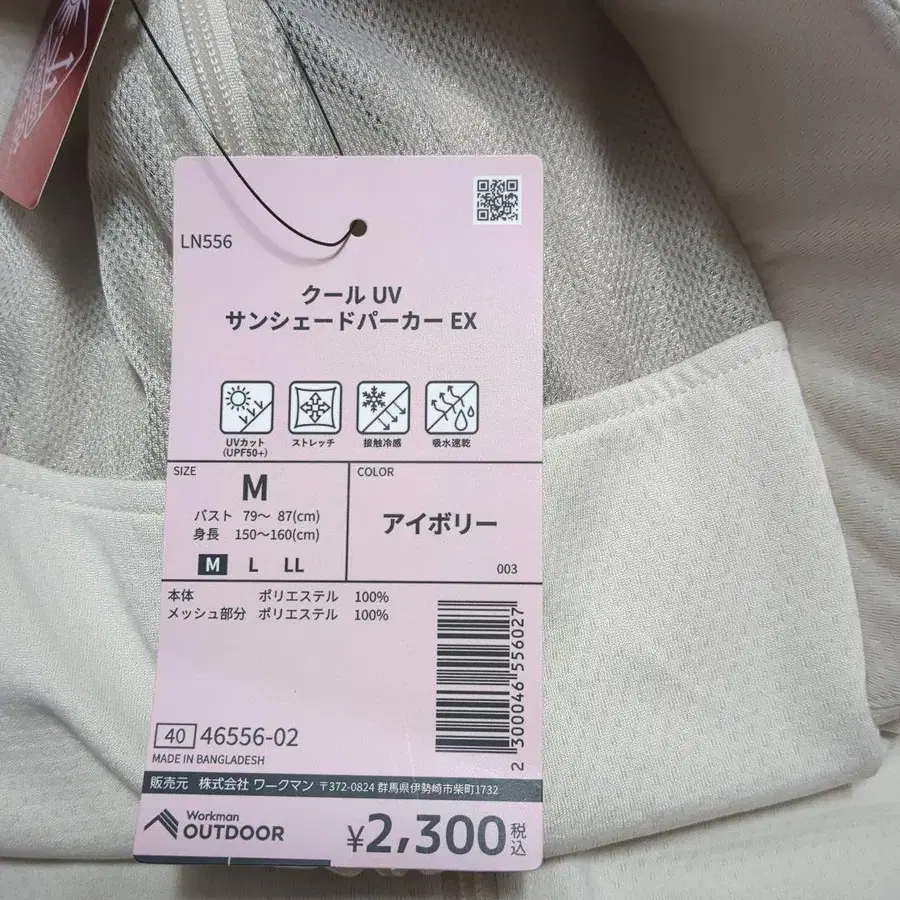 LN556
クール UV
サンシェードパーカー EX
UVカット
(UPF50+)
ストレッチ
接触冷感
吸水速乾
SIZE
M
バスト 79〜 87(cm)
身長 150〜160(cm)
M L LL
COLOR
アイボリー
003
本体 ポリエステル 100%
メッシュ部分 ポリエステル 100%
2 300046 556027
40 46556-02
MADE IN BANGLADESH
販売元 株式会社 ワークマン 〒372-0824 群馬県伊勢崎市柴町1732
Workman
OUTDOOR
¥2,300税込